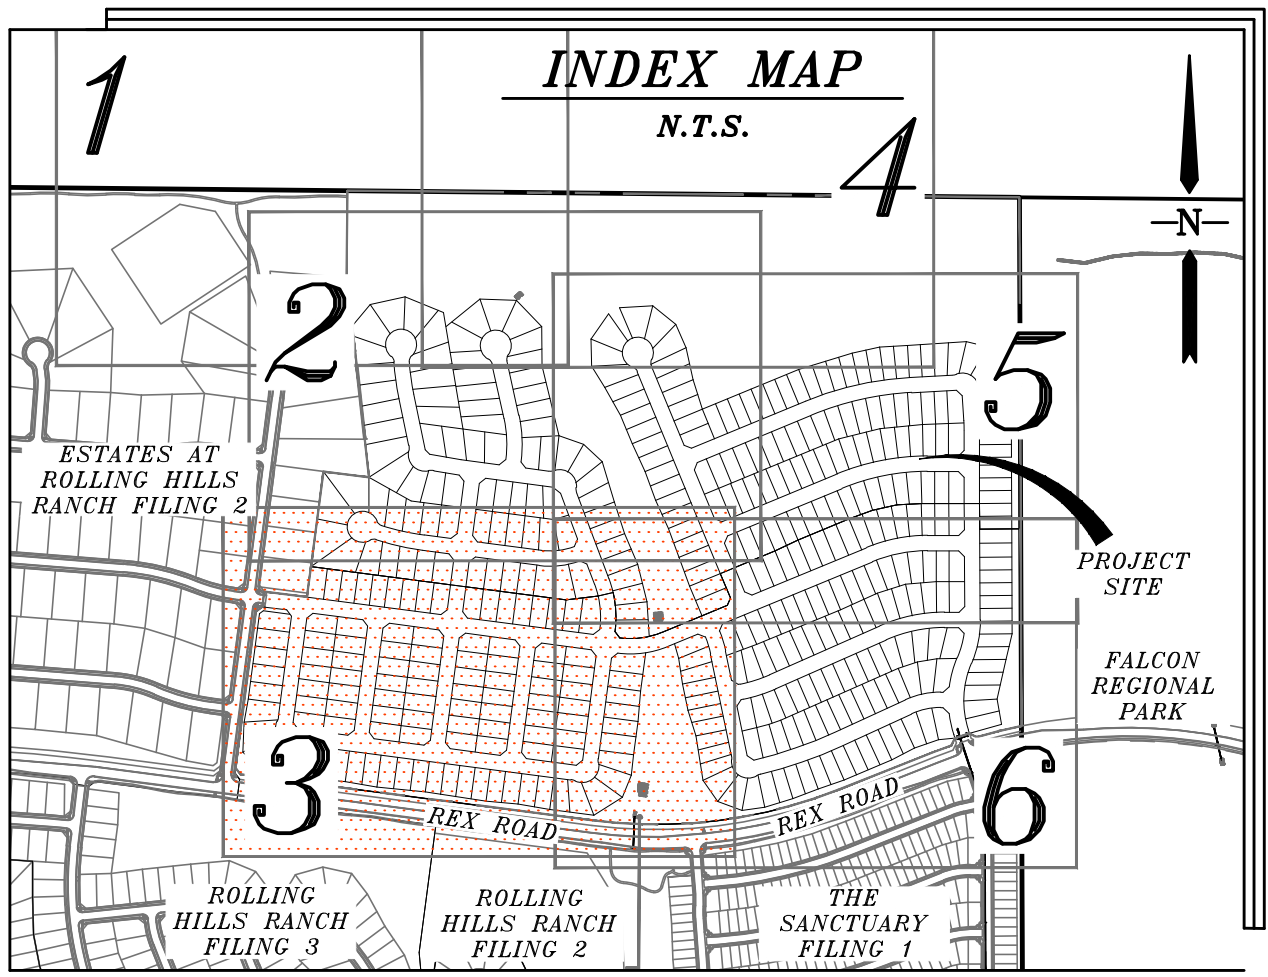 INDEX MAP
N.T.S.
1
4
N
2
5
ESTATES AT
ROLLING HILLS
RANCH FILING 2
PROJECT
SITE
FALCON
REGIONAL
PARK
3
6
REX ROAD
REX ROAD
ROLLING
HILLS RANCH
FILING 3
ROLLING
HILLS RANCH
FILING 2
THE
SANCTUARY
FILING 1